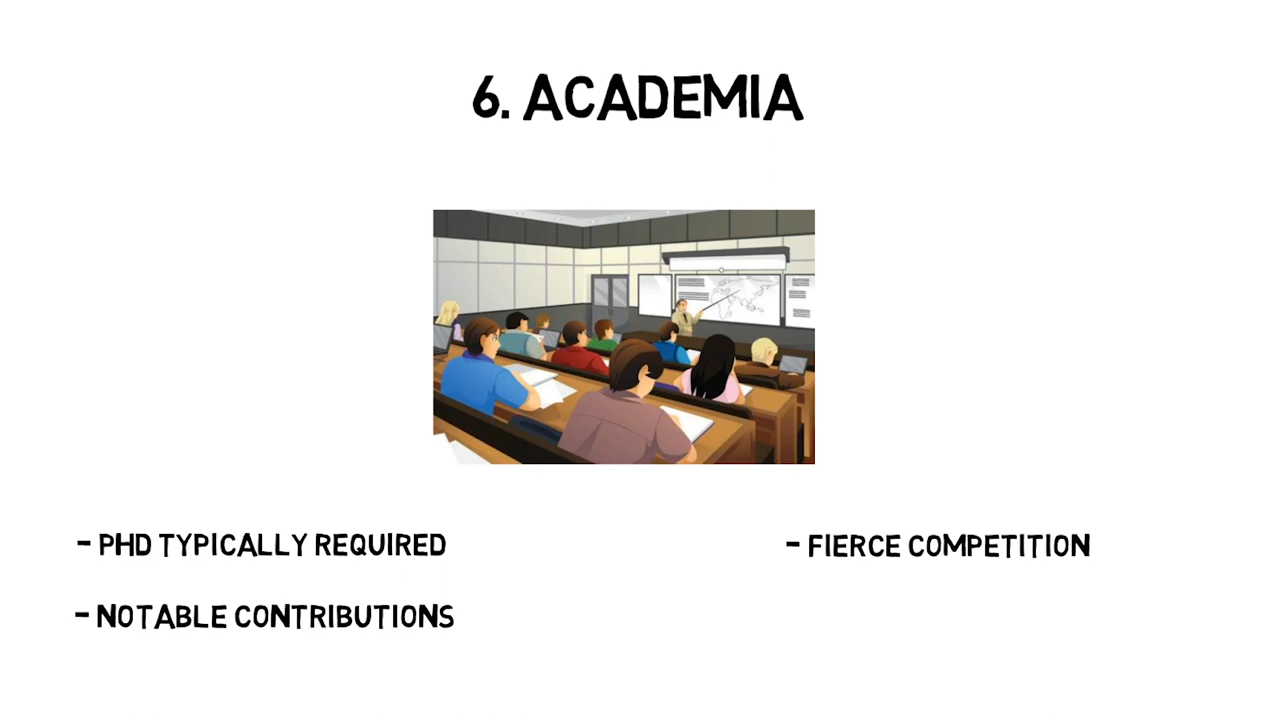 6. ACADEMIA
- PHD TYPICALLY REQUIRED
- FIERCE COMPETITION
- NOTABLE CONTRIBUTIONS